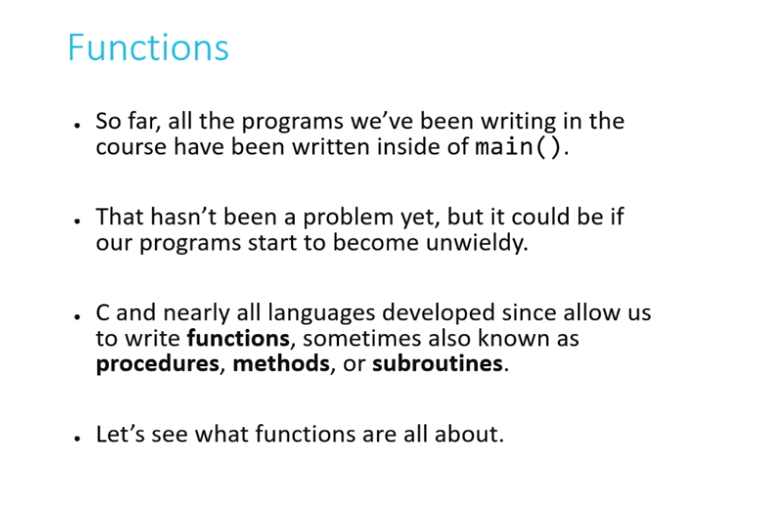 Functions
• So far, all the programs we’ve been writing in the
course have been written inside of main().
• That hasn’t been a problem yet, but it could be if
our programs start to become unwieldy.
• C and nearly all languages developed since allow us
to write functions, sometimes also known as
procedures, methods, or subroutines.
• Let’s see what functions are all about.